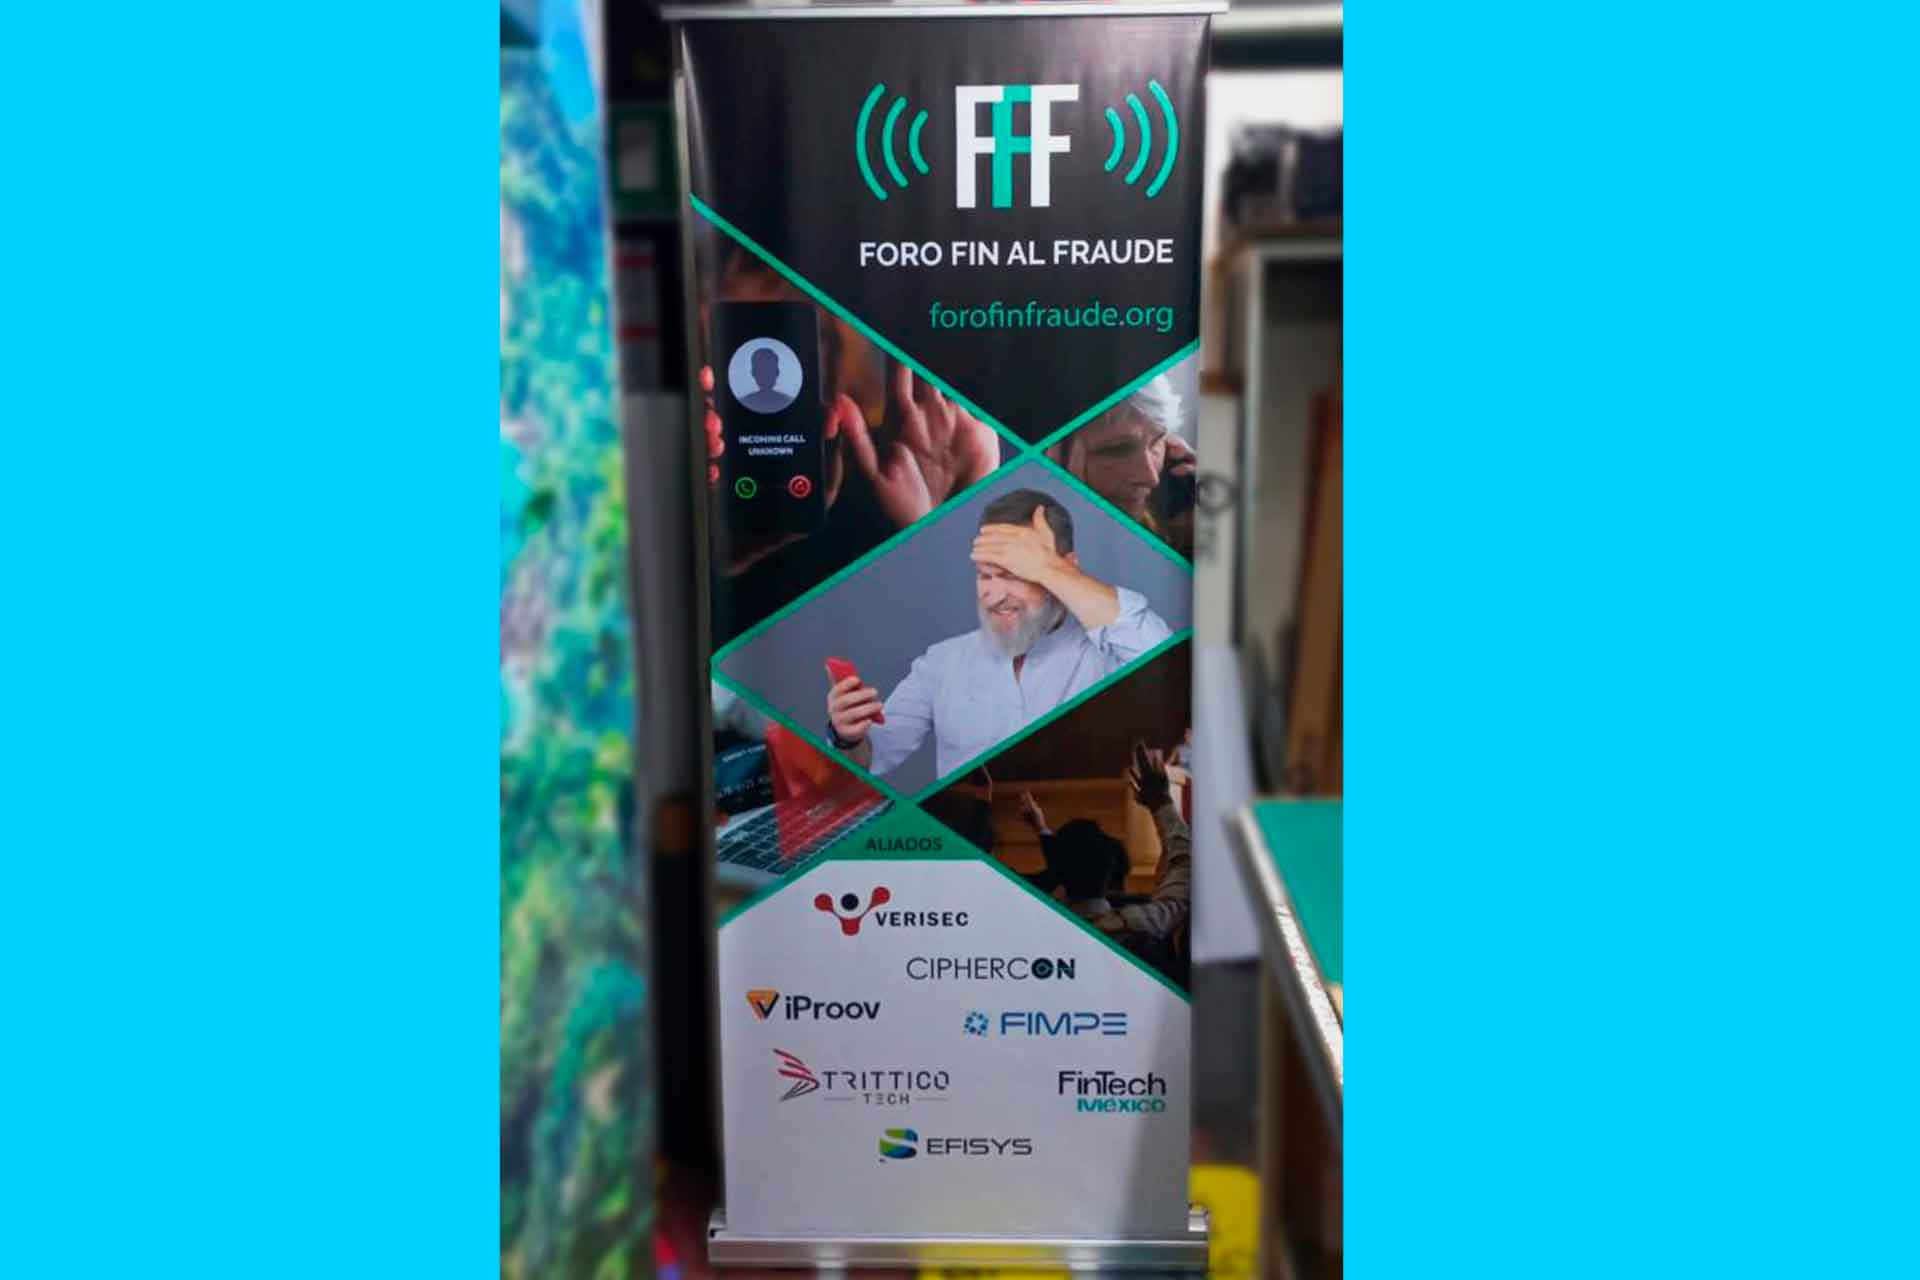 FFF
FORO FIN AL FRAUDE
forofinfraude.org
INCOMING CALL
UNKNOWN
ALIADOS
VERISEC
CIPHERCON
iProov
FIMPE
TRITTICO
TECH
FinTech
México
EFISYS